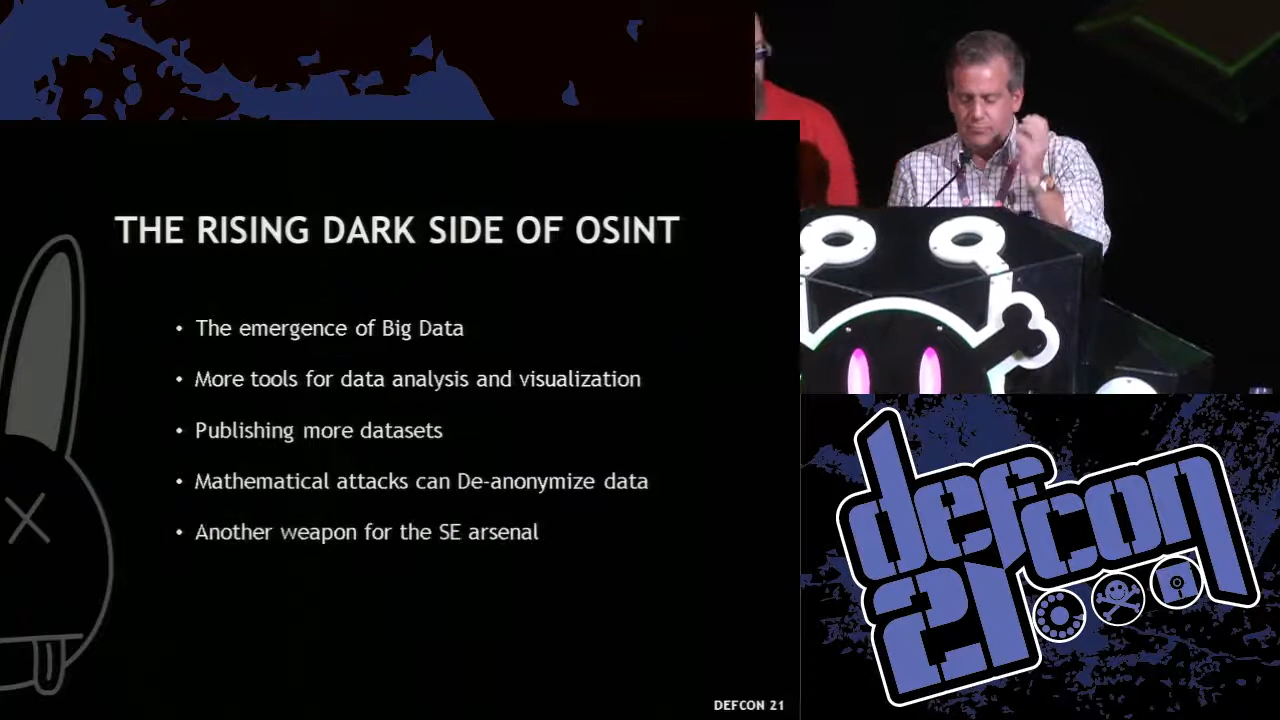 THE RISING DARK SIDE OF OSINT
• The emergence of Big Data
• More tools for data analysis and visualization
• Publishing more datasets
• Mathematical attacks can De-anonymize data
• Another weapon for the SE arsenal
DEFCON 21
defcon
21